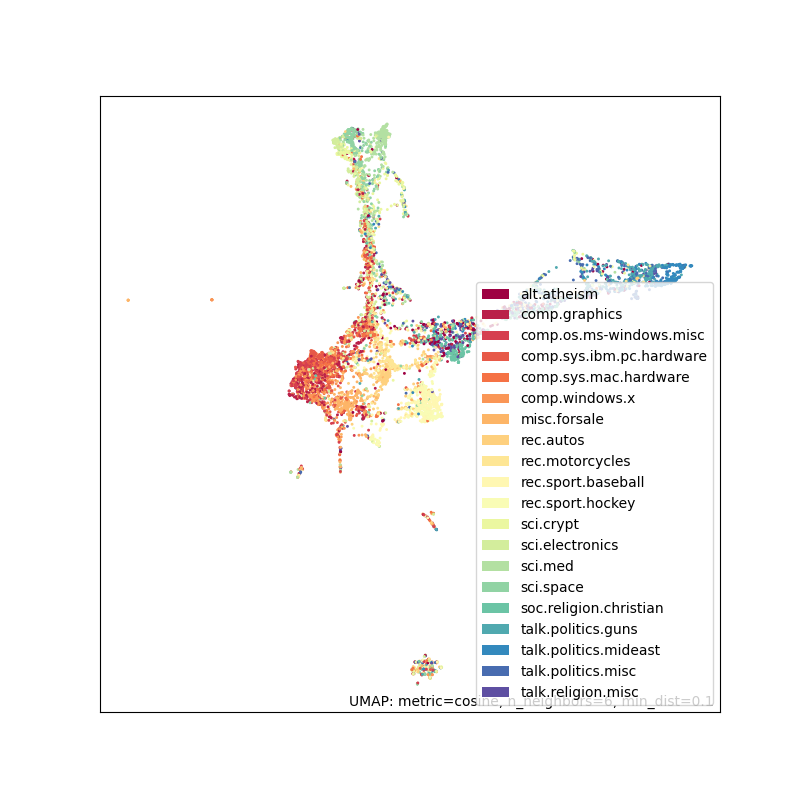 alt.atheism
comp.graphics
comp.os.ms-windows.misc
comp.sys.ibm.pc.hardware
comp.sys.mac.hardware
comp.windows.x
misc.forsale
rec.autos
rec.motorcycles
rec.sport.baseball
rec.sport.hockey
sci.crypt
sci.electronics
sci.med
sci.space
soc.religion.christian
talk.politics.guns
talk.politics.mideast
talk.politics.misc
talk.religion.misc
UMAP: metric=cosine, n_neighbors=6, min_dist=0.1